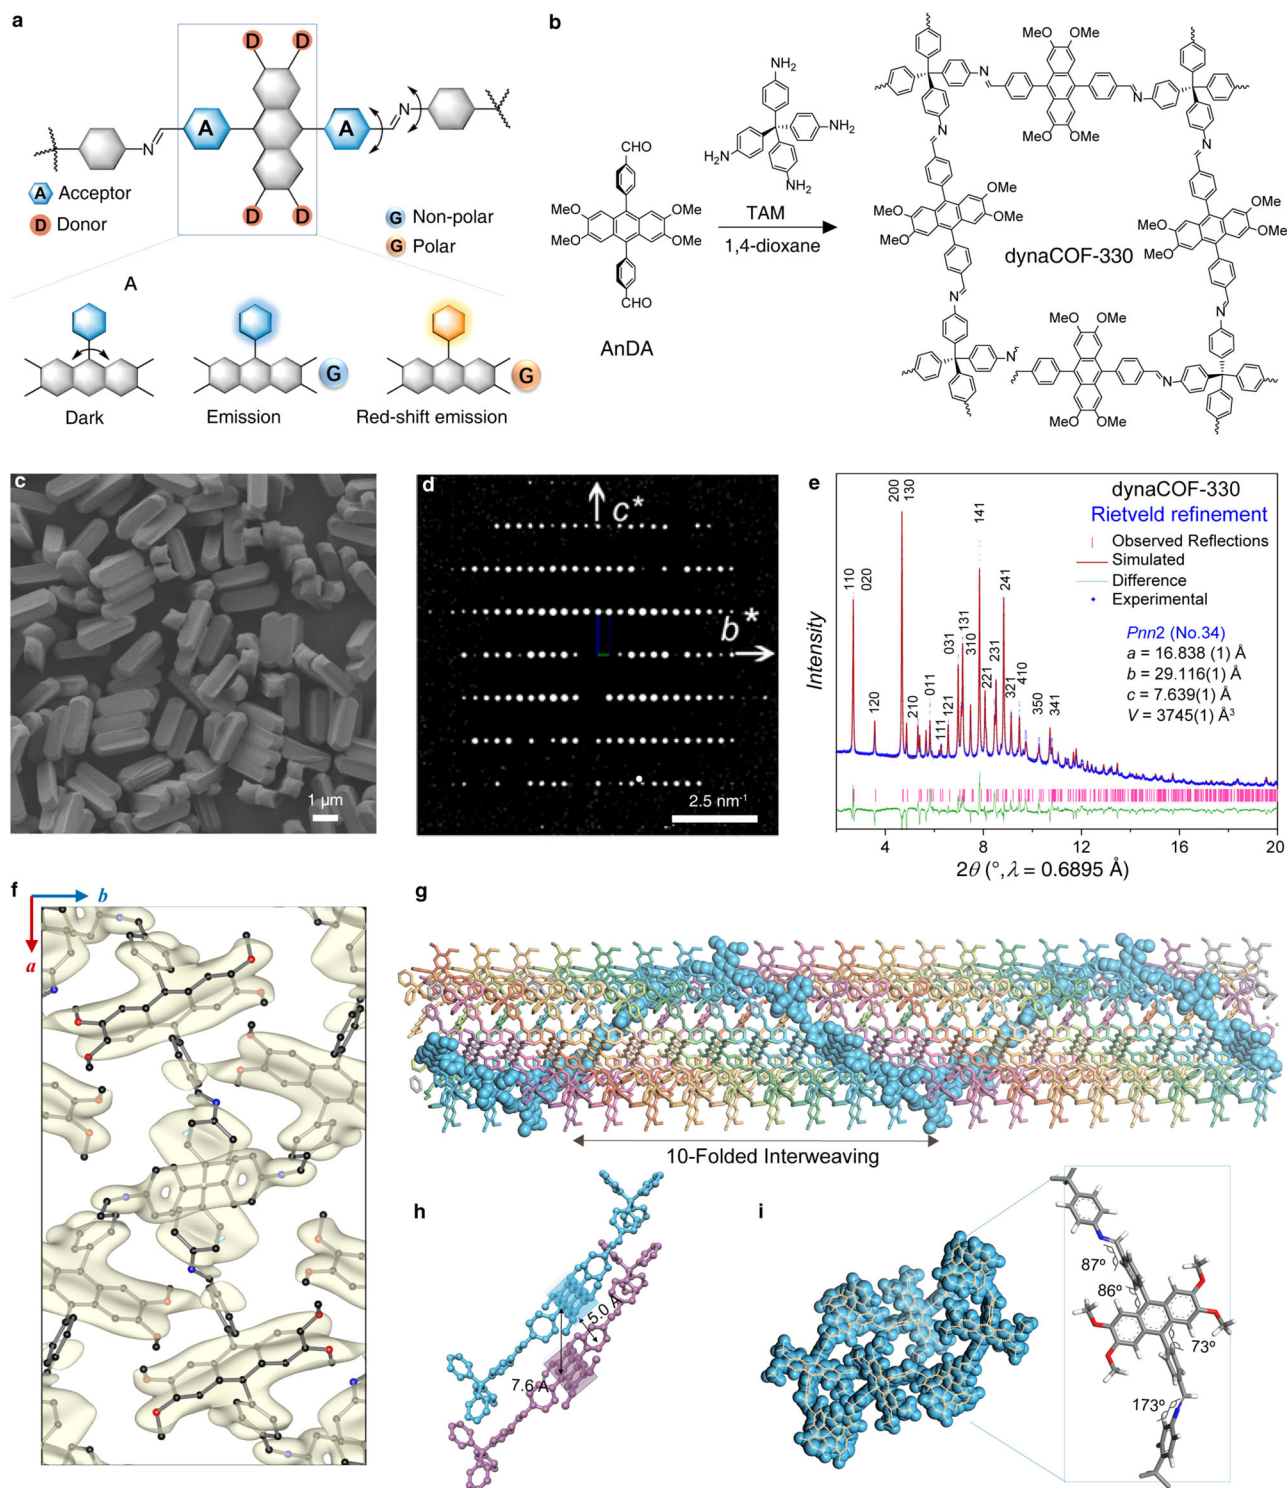 a
D D
A A
N N
D D
A Acceptor
D Donor
G Non-polar
G Polar
A
G G
Dark Emission Red-shift emission
b
NH2
NH2
NH2
NH2
CHO
MeO OMe
MeO OMe
CHO
AnDA
TAM
1,4-dioxane
MeO OMe
N N
MeO OMe
N N
MeO OMe
MeO OMe
OMe
MeO
OMe
MeO
dynaCOF-330
N N
MeO OMe
N N
MeO OMe
c
1 µm
d
c*
b*
2.5 nm-1
e
dynaCOF-330
Rietveld refinement
Observed Reflections
Simulated
Difference
Experimental
Pnn2 (No.34)
a = 16.838 (1) Å
b = 29.116(1) Å
c = 7.639(1) Å
V = 3745(1) Å3
110 020 120 200 130 210 011 111 121 031 131 310 141 221 231 241 321 410 350 341
Intensity
4 8 12 16 20
2θ (°, λ = 0.6895 Å)
f
b
a
g
10-Folded Interweaving
h
5.0 Å
7.6 Å
i
87º
86º
73º
173º